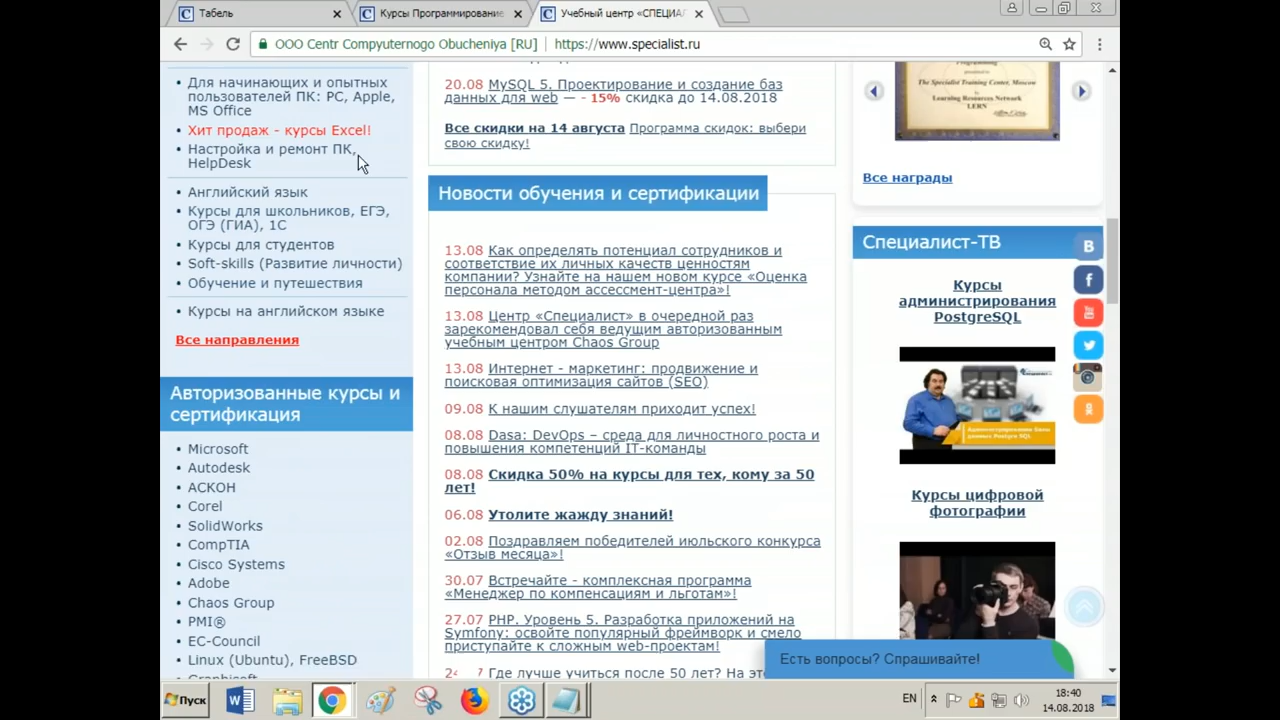 Табель
Курсы Программирование
Учебный центр «СПЕЦИАЛ
ООО Centr Compyuternogo Obucheniya [RU]
https://www.specialist.ru
Для начинающих и опытных
пользователей ПК: PC, Apple,
MS Office
Хит продаж - курсы Excel!
Настройка и ремонт ПК,
HelpDesk
Английский язык
Курсы для школьников, ЕГЭ,
ОГЭ (ГИА), 1С
Курсы для студентов
Soft-skills (Развитие личности)
Обучение и путешествия
Курсы на английском языке
Все направления
Авторизованные курсы и
сертификация
Microsoft
Autodesk
АСКОН
Corel
SolidWorks
CompTIA
Cisco Systems
Adobe
Chaos Group
PMI®
EC-Council
Linux (Ubuntu), FreeBSD
20.08 MySQL 5. Проектирование и создание баз
данных для web — - 15% скидка до 14.08.2018
Все скидки на 14 августа Программа скидок: выбери
свою скидку!
Новости обучения и сертификации
13.08 Как определять потенциал сотрудников и
соответствие их личных качеств ценностям
компании? Узнайте на нашем новом курсе «Оценка
персонала методом ассессмент-центра»!
13.08 Центр «Специалист» в очередной раз
зарекомендовал себя ведущим авторизованным
учебным центром Chaos Group
13.08 Интернет - маркетинг: продвижение и
поисковая оптимизация сайтов (SEO)
09.08 К нашим слушателям приходит успех!
08.08 Dasa: DevOps – среда для личностного роста и
повышения компетенций IT-команды
08.08 Скидка 50% на курсы для тех, кому за 50
лет!
06.08 Утолите жажду знаний!
02.08 Поздравляем победителей июльского конкурса
«Отзыв месяца»!
30.07 Встречайте - комплексная программа
«Менеджер по компенсациям и льготам»!
27.07 PHP. Уровень 5. Разработка приложений на
Symfony: освойте популярный фреймворк и смело
приступайте к сложным web-проектам!
Где лучше учиться после 50 лет? На
The Specialist Training Center, Moscow
Learning Resources Network
"LERN"
Все награды
Специалист-ТВ
Курсы
администрирования
PostgreSQL
Курсы цифровой
фотографии
Есть вопросы? Спрашивайте!
Пуск
EN
18:40
14.08.2018